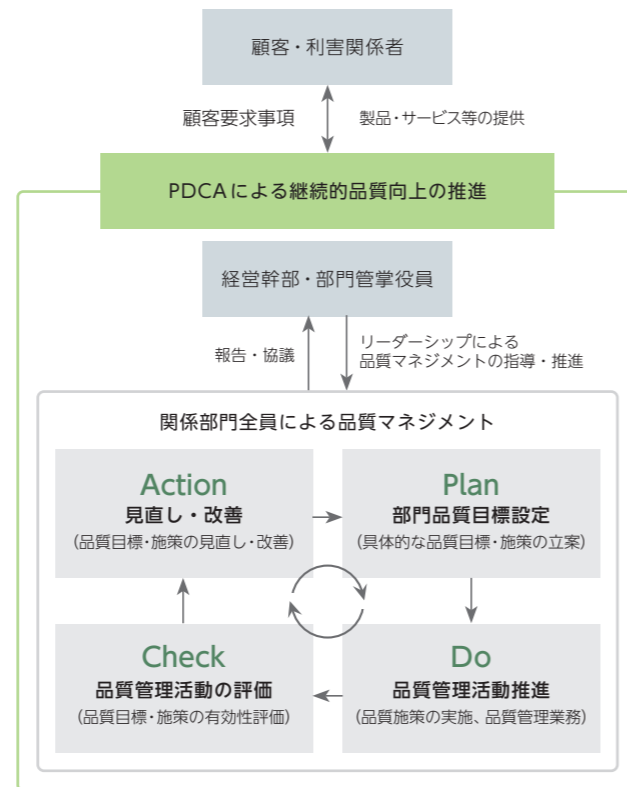 顧客・利害関係者
顧客要求事項
製品・サービス等の提供
PDCAによる継続的品質向上の推進
経営幹部・部門管掌役員
報告・協議
リーダーシップによる
品質マネジメントの指導・推進
関係部門全員による品質マネジメント
Action
見直し・改善
(品質目標・施策の見直し・改善)
Plan
部門品質目標設定
(具体的な品質目標・施策の立案)
Check
品質管理活動の評価
(品質目標・施策の有効性評価)
Do
品質管理活動推進
(品質施策の実施、品質管理業務)